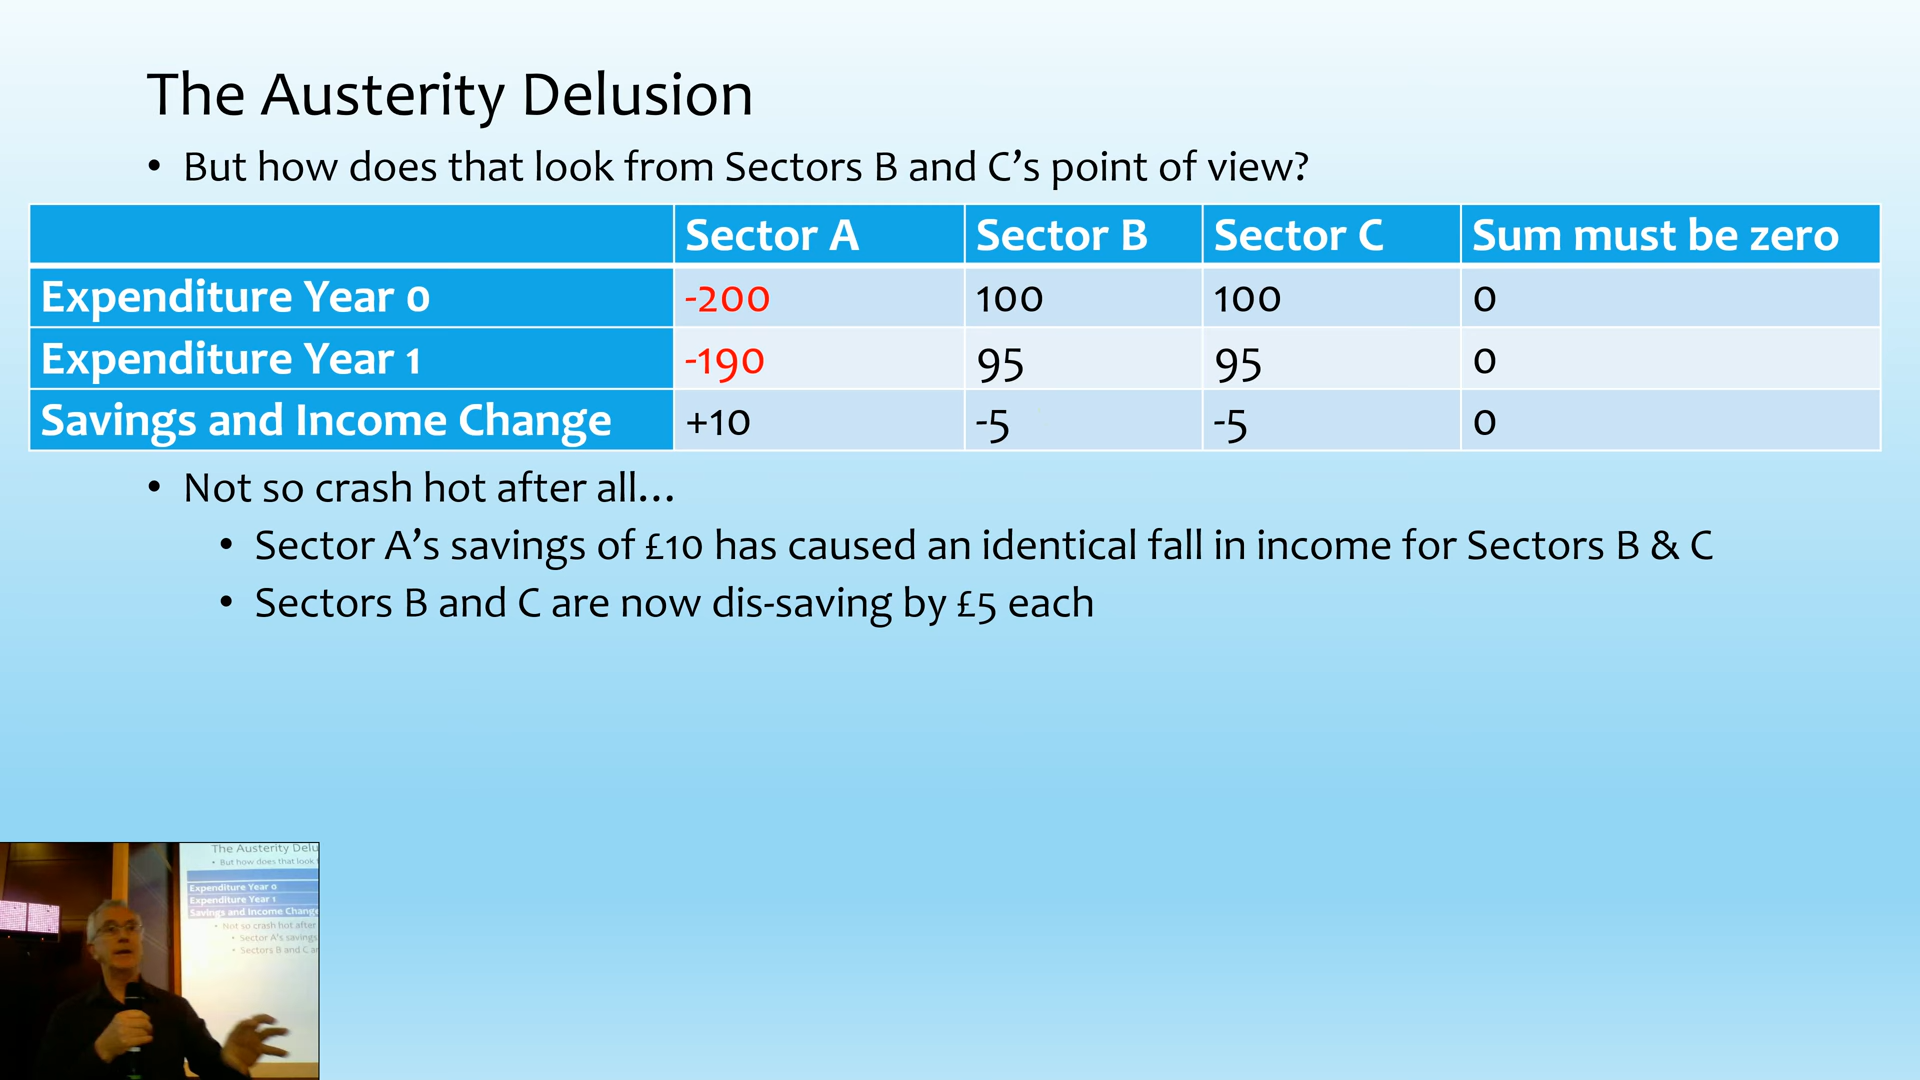 The Austerity Delusion
• But how does that look from Sectors B and C’s point of view?
Sector A Sector B Sector C Sum must be zero
Expenditure Year 0 -200 100 100 0
Expenditure Year 1 -190 95 95 0
Savings and Income Change +10 -5 -5 0
• Not so crash hot after all…
• Sector A’s savings of £10 has caused an identical fall in income for Sectors B & C
• Sectors B and C are now dis-saving by £5 each
The Austerity Delu
• But how does that look
Expenditure Year 0
Expenditure Year 1
Savings and Income Change
• Not so crash hot after
• Sector A's savings
• Sectors B and C ar